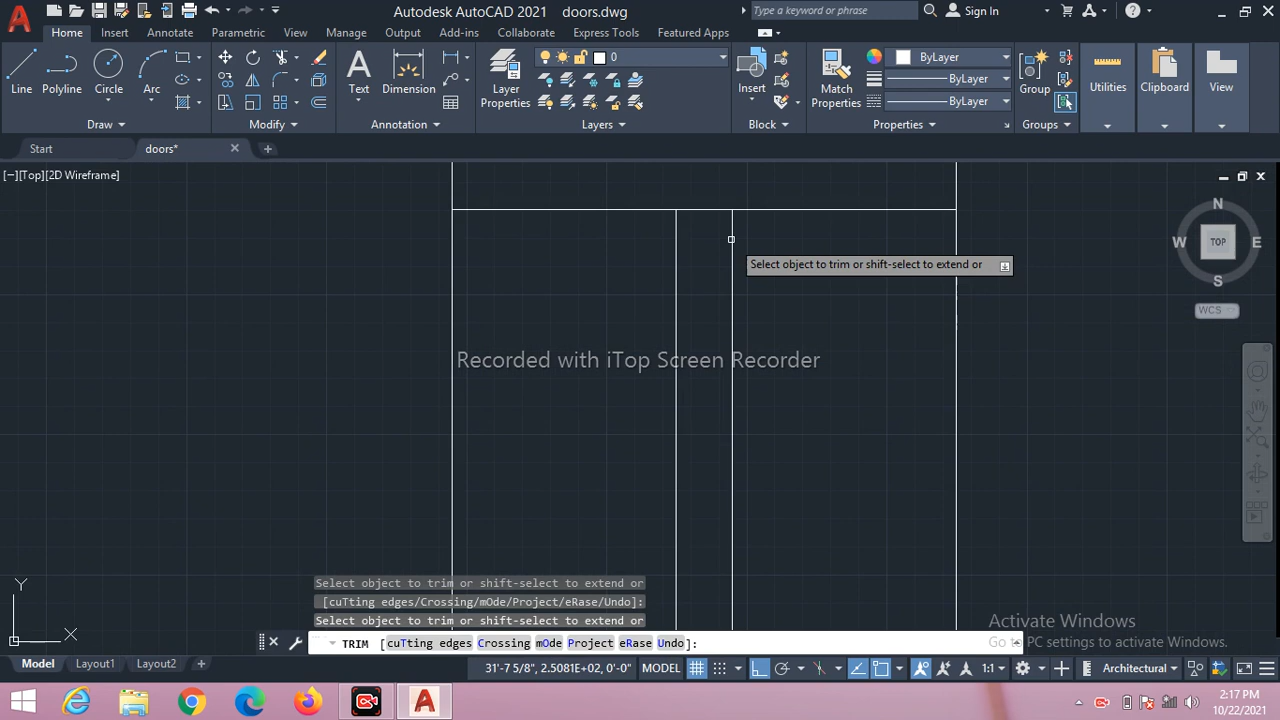 Autodesk AutoCAD 2021 doors.dwg
Type a keyword or phrase
Sign In
Home Insert Annotate Parametric View Manage Output Add-ins Collaborate Express Tools Featured Apps
Line Polyline Circle Arc
Text Dimension
Layer Properties
0
Insert
Match Properties
ByLayer
ByLayer
ByLayer
Group
Utilities
Clipboard
View
Draw Modify Annotation Layers Block Properties Groups
Start doors*
[−][Top][2D Wireframe]
N
W TOP E
S
WCS
Select object to trim or shift-select to extend or
Recorded with iTop Screen Recorder
Y
X
Select object to trim or shift-select to extend or
[cuTting edges/Crossing/mOde/Project/eRase/Undo]:
Select object to trim or shift-select to extend or
TRIM [cuTting edges Crossing mOde Project eRase Undo]:
Activate Windows
Go to PC settings to activate Windows.
Model Layout1 Layout2
31'-7 5/8", 2.5081E+02, 0'-0" MODEL 1:1 Architectural
2:17 PM
10/22/2021